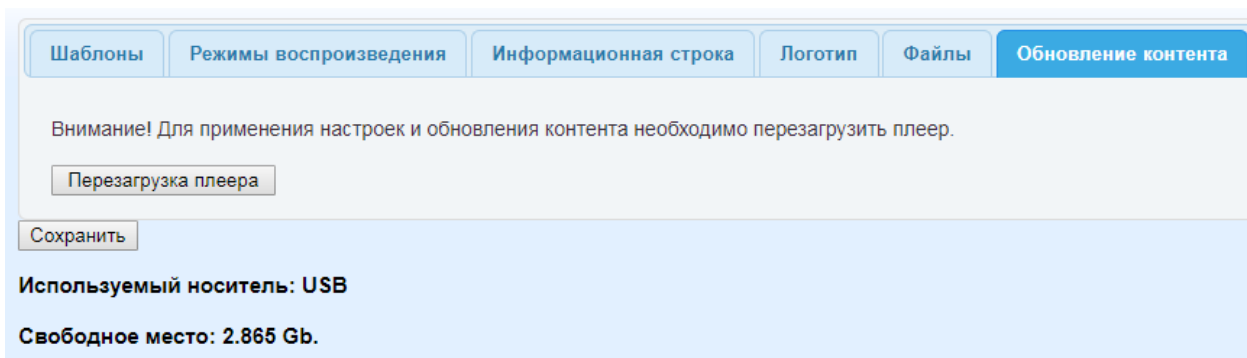 Шаблоны Режимы воспроизведения Информационная строка Логотип Файлы Обновление контента
Внимание! Для применения настроек и обновления контента необходимо перезагрузить плеер.
Перезагрузка плеера
Сохранить
Используемый носитель: USB
Свободное место: 2.865 Gb.